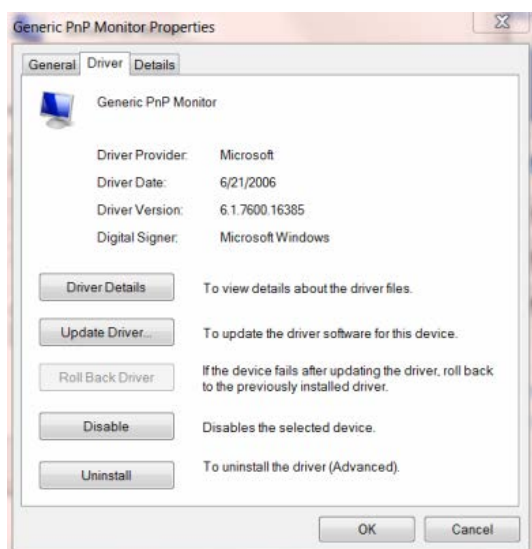 Generic PnP Monitor Properties
General Driver Details
Generic PnP Monitor
Driver Provider: Microsoft
Driver Date: 6/21/2006
Driver Version: 6.1.7600.16385
Digital Signer: Microsoft Windows
Driver Details To view details about the driver files.
Update Driver... To update the driver software for this device.
Roll Back Driver If the device fails after updating the driver, roll back
to the previously installed driver.
Disable Disables the selected device.
Uninstall To uninstall the driver (Advanced).
OK Cancel